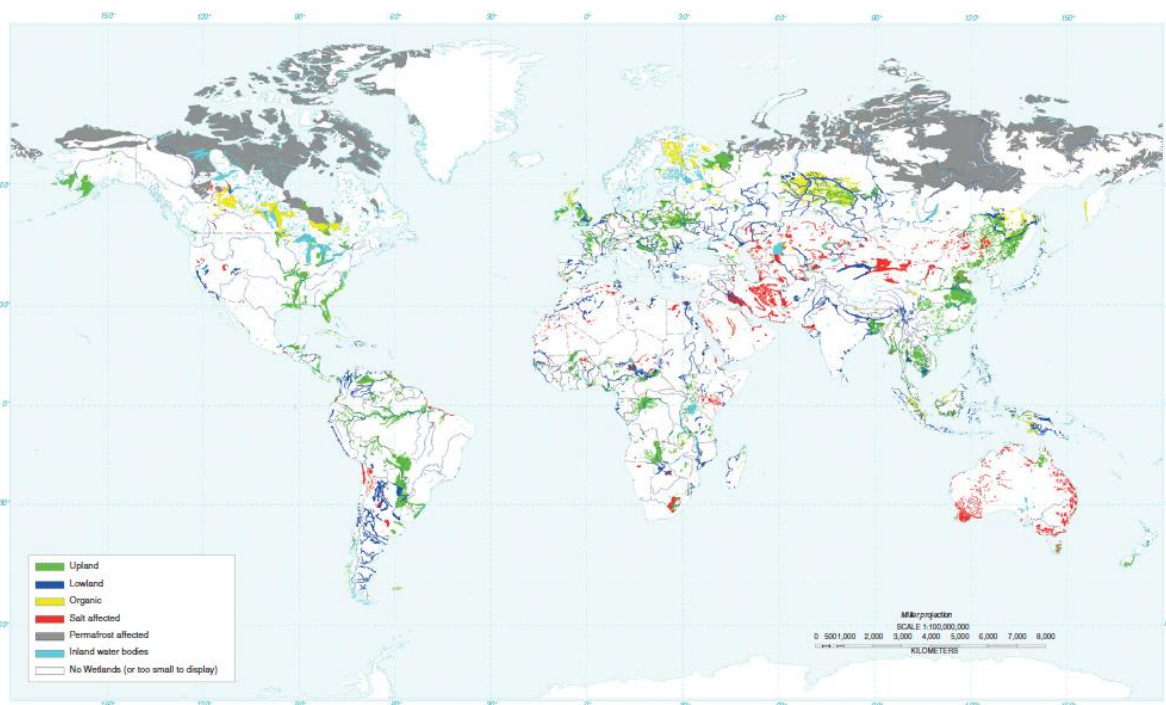 150° 120° 90° 60° 0° 30° 60° 90° 120° 150°
0°
Upland
Lowland
Organic
Salt affected
Permafrost affected
Inland water bodies
No Wetlands (or too small to display)
Miller projection
SCALE 1:100,000,000
0 500 1,000 2,000 3,000 4,000 5,000 6,000 7,000 8,000
KILOMETERS